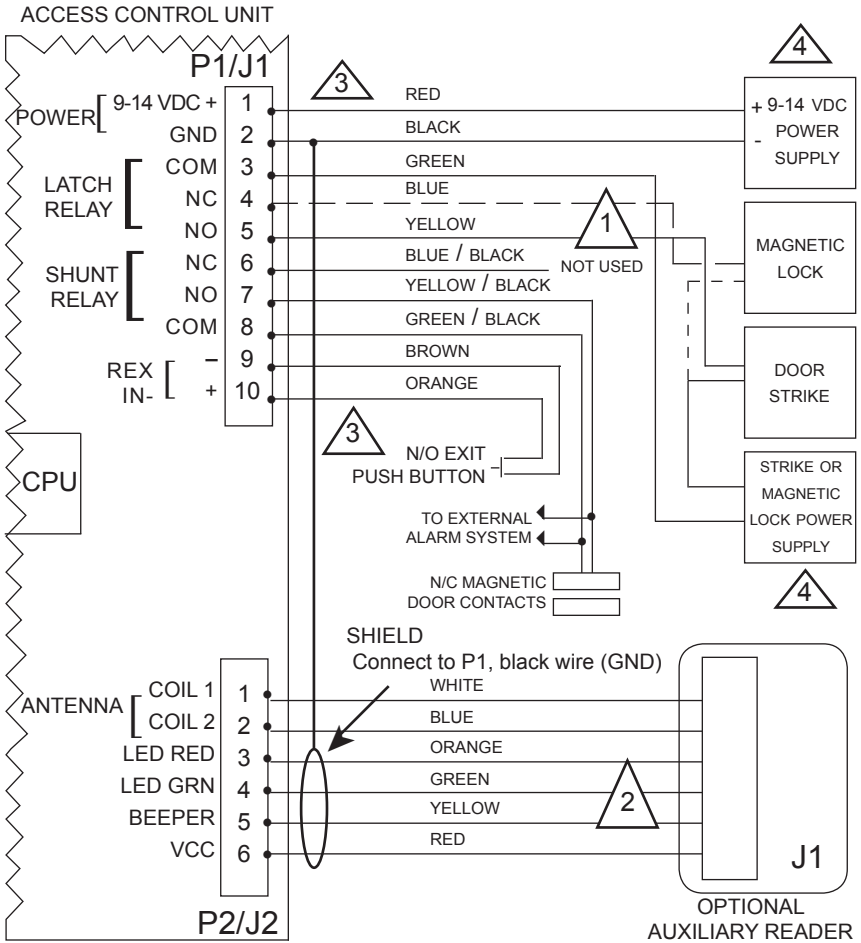 ACCESS CONTROL UNIT
P1/J1
POWER
9-14 VDC + 1
GND 2
LATCH
RELAY
COM 3
NC 4
NO 5
SHUNT
RELAY
NC 6
NO 7
COM 8
REX
IN-
– 9
+ 10
CPU
3
RED
BLACK
GREEN
BLUE
YELLOW
BLUE / BLACK
YELLOW / BLACK
GREEN / BLACK
BROWN
ORANGE
1
NOT USED
3
4
+ 9-14 VDC
- POWER
SUPPLY
MAGNETIC
LOCK
DOOR
STRIKE
STRIKE OR
MAGNETIC
LOCK POWER
SUPPLY
4
N/O EXIT
PUSH BUTTON
TO EXTERNAL
ALARM SYSTEM
N/C MAGNETIC
DOOR CONTACTS
SHIELD
Connect to P1, black wire (GND)
ANTENNA
COIL 1 1
COIL 2 2
LED RED 3
LED GRN 4
BEEPER 5
VCC 6
P2/J2
WHITE
BLUE
ORANGE
GREEN
YELLOW
RED
2
J1
OPTIONAL
AUXILIARY READER